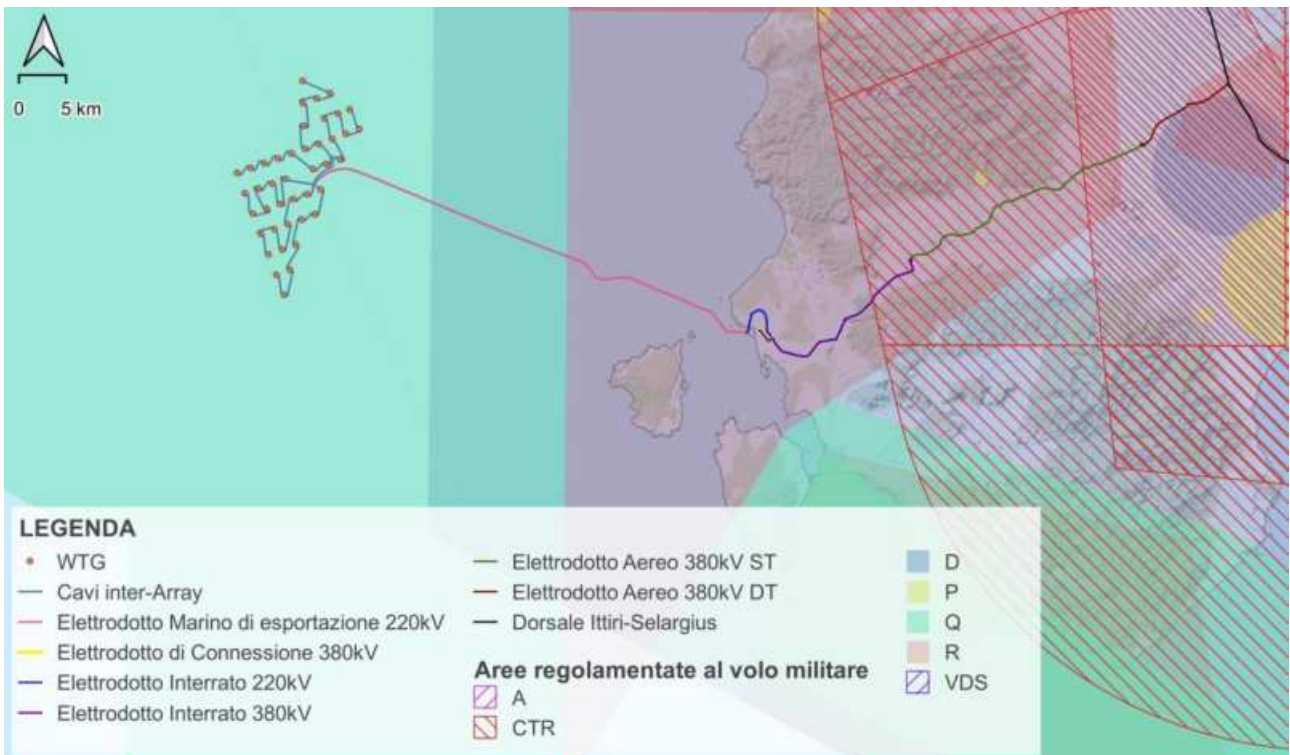 0 5 km
LEGENDA
WTG
Cavi inter-Array
Elettrodotto Marino di esportazione 220kV
Elettrodotto di Connessione 380kV
Elettrodotto Interrato 220kV
Elettrodotto Interrato 380kV
Elettrodotto Aereo 380kV ST
Elettrodotto Aereo 380kV DT
Dorsale Ittiri-Selargius
Aree regolamentate al volo militare
A
CTR
D
P
Q
R
VDS